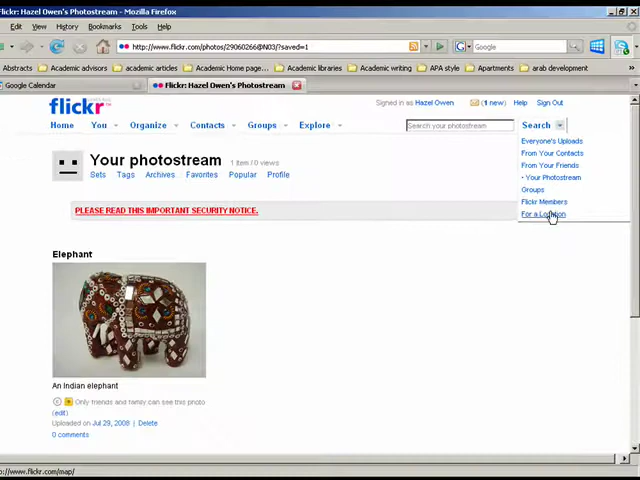 Flickr: Hazel Owen's Photostream - Mozilla Firefox
Edit View History Bookmarks Tools Help
http://www.flickr.com/photos/29060266@N03/?saved=1
Google
Abstracts Academic advisors academic articles Academic Home page... Academic libraries Academic writing APA style Apartments arab development
Google Calendar
Flickr: Hazel Owen's Photostream
flickr
Signed in as Hazel Owen (1 new) Help Sign Out
Home You Organize Contacts Groups Explore
Search your photostream
Search
Everyone's Uploads
From Your Contacts
From Your Friends
• Your Photostream
Groups
Flickr Members
For a Location
Your photostream 1 item / 0 views
Sets Tags Archives Favorites Popular Profile
PLEASE READ THIS IMPORTANT SECURITY NOTICE.
Elephant
An Indian elephant
Only friends and family can see this photo
(edit)
Uploaded on Jul 29, 2008 | Delete
0 comments
http://www.flickr.com/map/